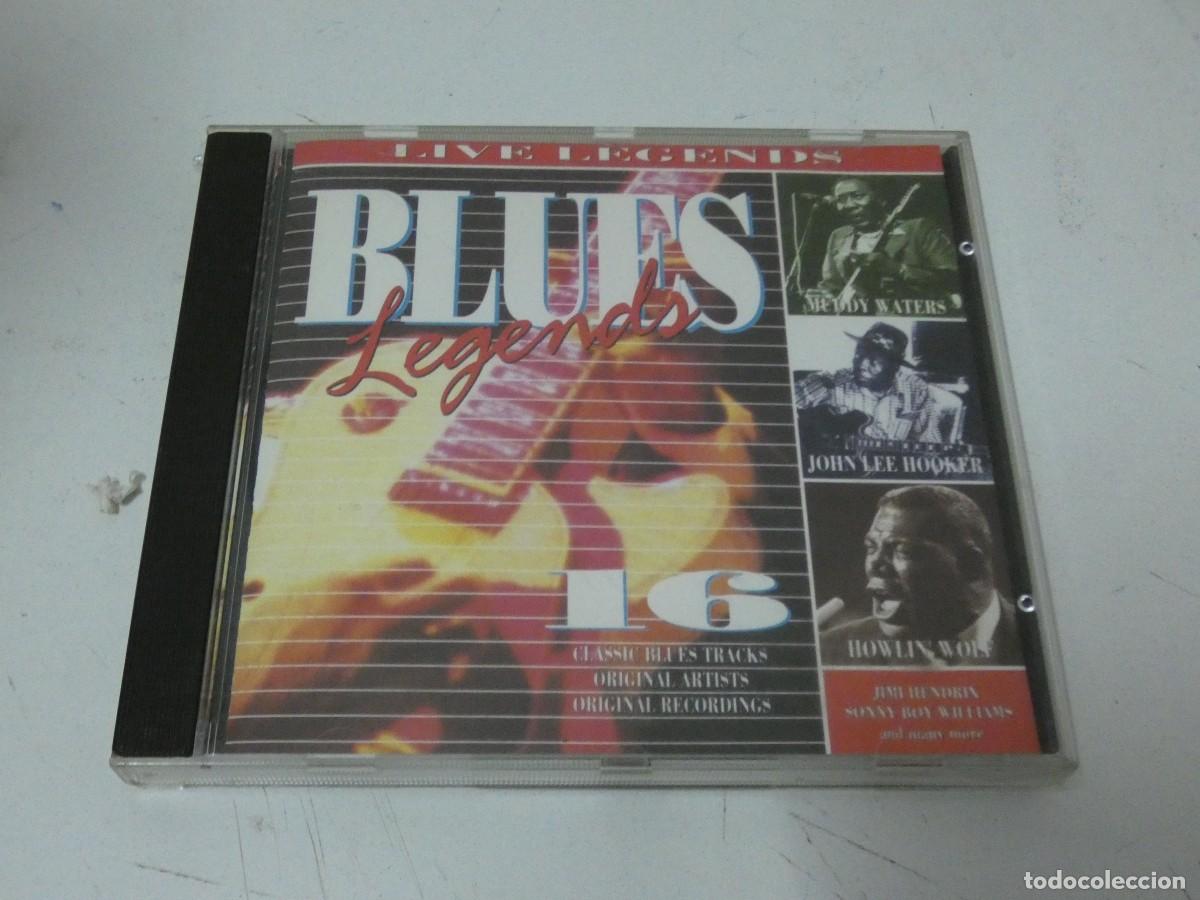 LIVE LEGENDS
BLUES
Legends
MUDDY WATERS
JOHN LEE HOOKER
HOWLIN' WOLF
16
CLASSIC BLUES TRACKS
ORIGINAL ARTISTS
ORIGINAL RECORDINGS
JIMI HENDRIX
SONNY BOY WILLIAMS
and many more
todocoleccion